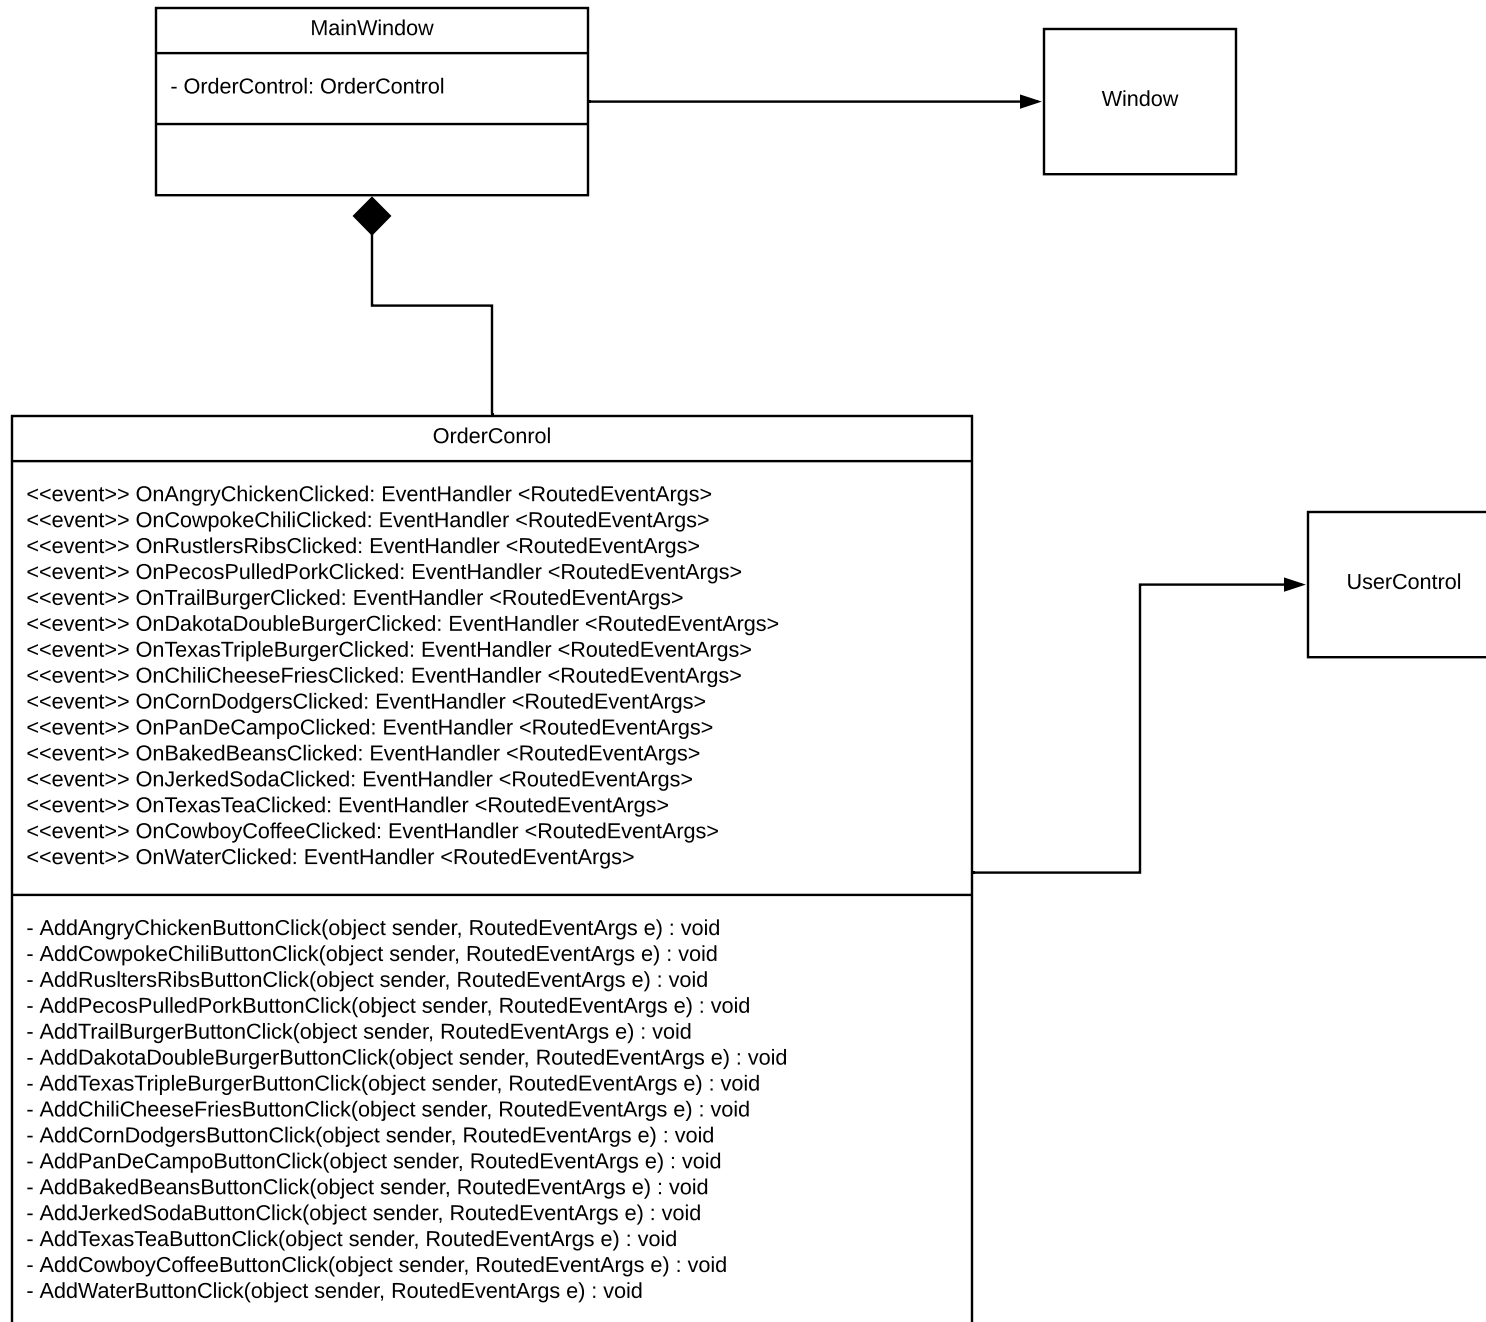 MainWindow
- OrderControl: OrderControl
Window
OrderConrol
<<event>> OnAngryChickenClicked: EventHandler <RoutedEventArgs>
<<event>> OnCowpokeChiliClicked: EventHandler <RoutedEventArgs>
<<event>> OnRustlersRibsClicked: EventHandler <RoutedEventArgs>
<<event>> OnPecosPulledPorkClicked: EventHandler <RoutedEventArgs>
<<event>> OnTrailBurgerClicked: EventHandler <RoutedEventArgs>
<<event>> OnDakotaDoubleBurgerClicked: EventHandler <RoutedEventArgs>
<<event>> OnTexasTripleBurgerClicked: EventHandler <RoutedEventArgs>
<<event>> OnChiliCheeseFriesClicked: EventHandler <RoutedEventArgs>
<<event>> OnCornDodgersClicked: EventHandler <RoutedEventArgs>
<<event>> OnPanDeCampoClicked: EventHandler <RoutedEventArgs>
<<event>> OnBakedBeansClicked: EventHandler <RoutedEventArgs>
<<event>> OnJerkedSodaClicked: EventHandler <RoutedEventArgs>
<<event>> OnTexasTeaClicked: EventHandler <RoutedEventArgs>
<<event>> OnCowboyCoffeeClicked: EventHandler <RoutedEventArgs>
<<event>> OnWaterClicked: EventHandler <RoutedEventArgs>
UserControl
- AddAngryChickenButtonClick(object sender, RoutedEventArgs e) : void
- AddCowpokeChiliButtonClick(object sender, RoutedEventArgs e) : void
- AddRusltersRibsButtonClick(object sender, RoutedEventArgs e) : void
- AddPecosPulledPorkButtonClick(object sender, RoutedEventArgs e) : void
- AddTrailBurgerButtonClick(object sender, RoutedEventArgs e) : void
- AddDakotaDoubleBurgerButtonClick(object sender, RoutedEventArgs e) : void
- AddTexasTripleBurgerButtonClick(object sender, RoutedEventArgs e) : void
- AddChiliCheeseFriesButtonClick(object sender, RoutedEventArgs e) : void
- AddCornDodgersButtonClick(object sender, RoutedEventArgs e) : void
- AddPanDeCampoButtonClick(object sender, RoutedEventArgs e) : void
- AddBakedBeansButtonClick(object sender, RoutedEventArgs e) : void
- AddJerkedSodaButtonClick(object sender, RoutedEventArgs e) : void
- AddTexasTeaButtonClick(object sender, RoutedEventArgs e) : void
- AddCowboyCoffeeButtonClick(object sender, RoutedEventArgs e) : void
- AddWaterButtonClick(object sender, RoutedEventArgs e) : void